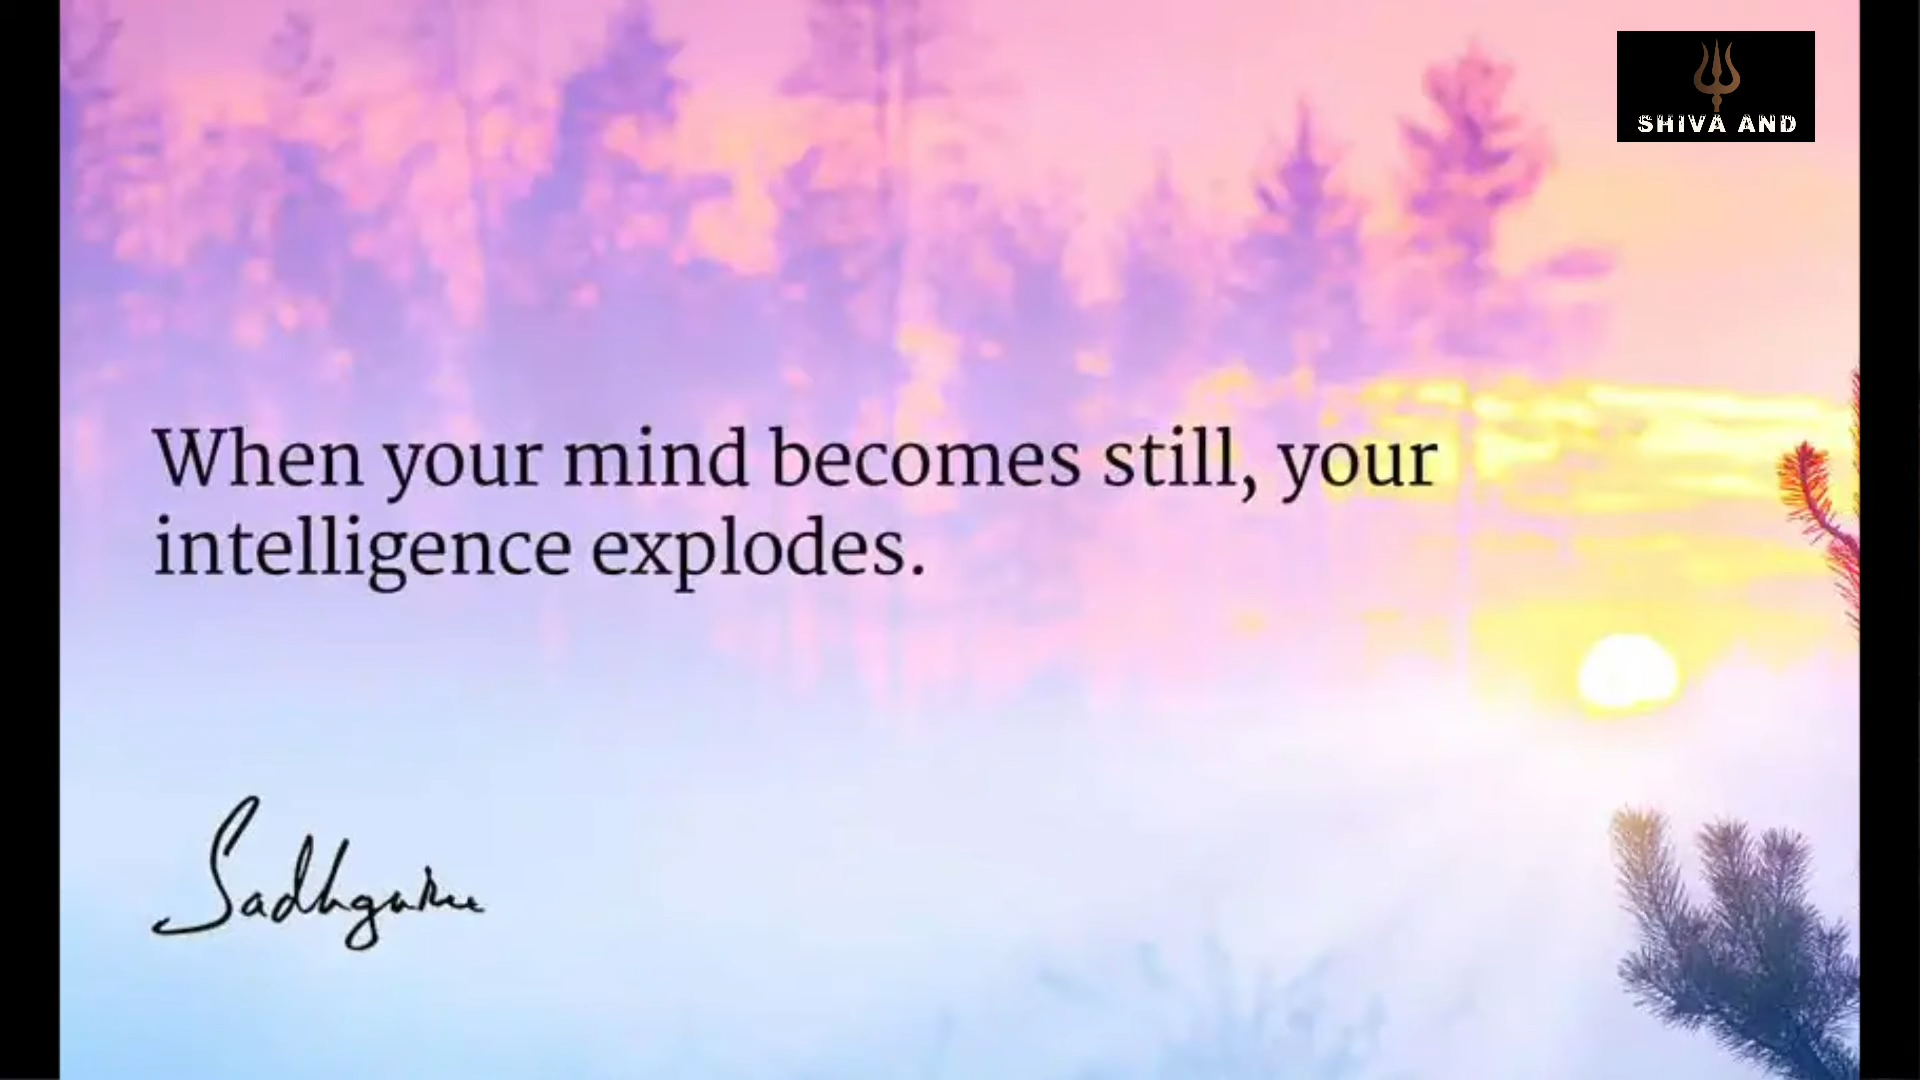 SHIVA AND
When your mind becomes still, your
intelligence explodes.
Sadhguru